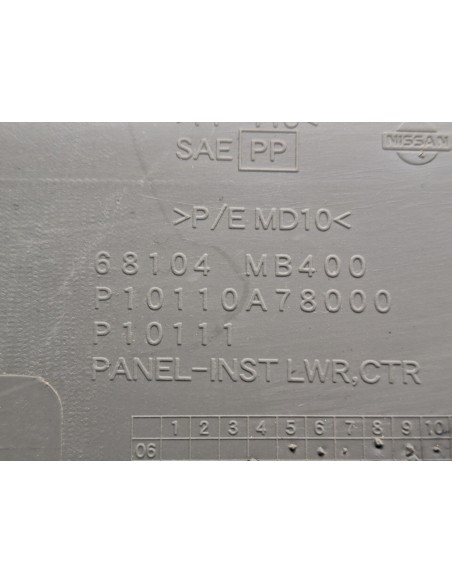 SAE PP
NISSAN
>P/E MD10<
68104 MB400
P10110A78000
P10111
PANEL-INST LWR,CTR
1 2 3 4 5 6 7 8 9 10
06